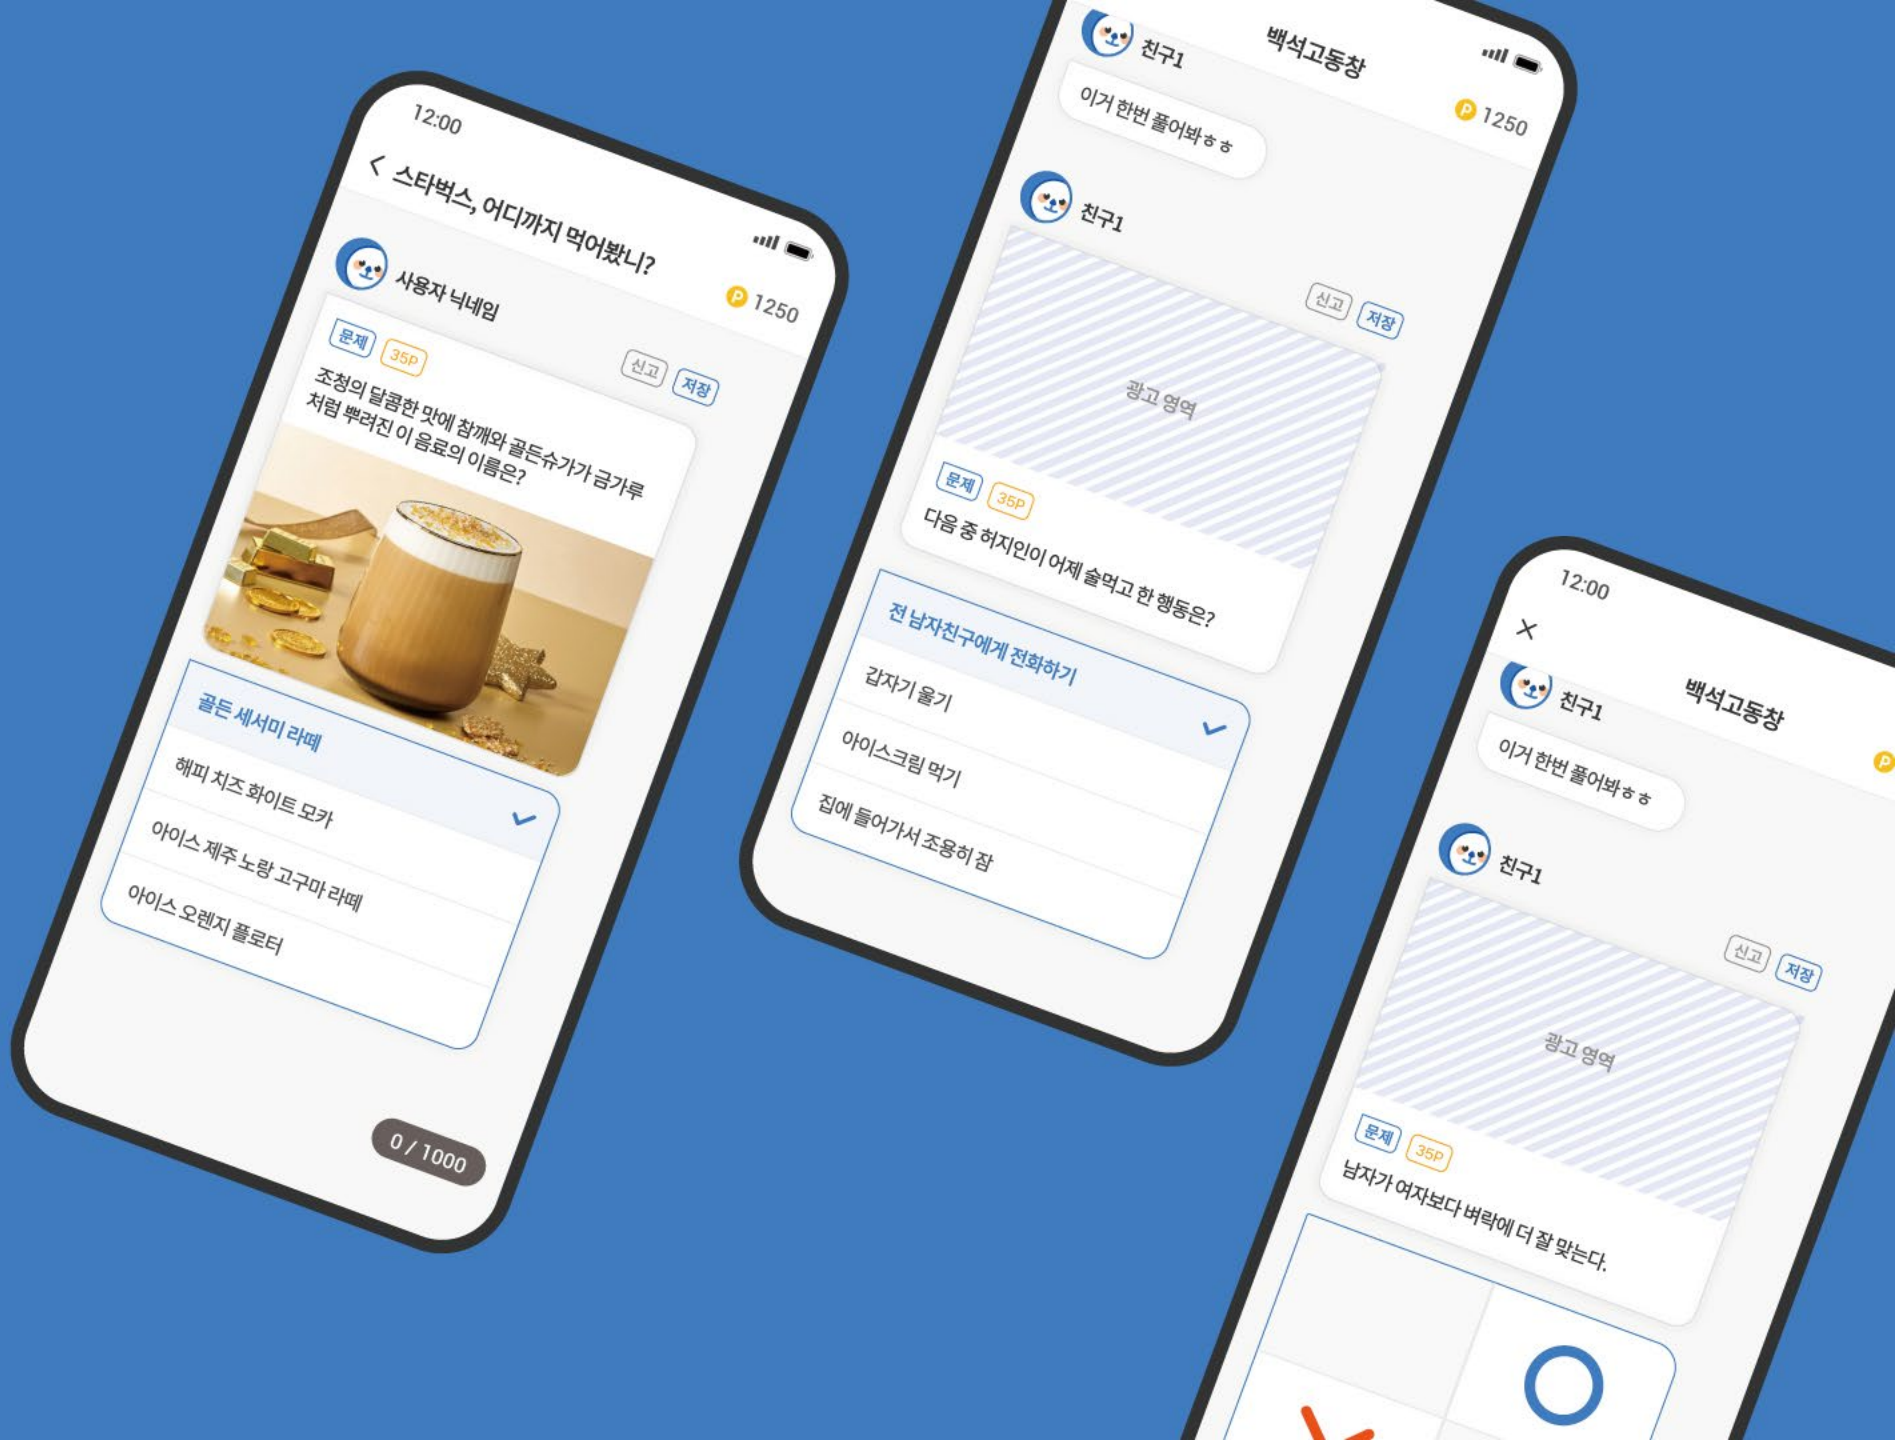 12:00
스타벅스, 어디까지 먹어봤니?
P 1250
사용자 닉네임
문제 35P
신고 저장
조청의 달콤한 맛에 참깨와 골든슈가가 금가루
처럼 뿌려진 이 음료의 이름은?
골든 세서미 라떼
해피 치즈 화이트 모카
아이스 제주 노랑 고구마 라떼
아이스 오렌지 플로터
0 / 1000
백석고동창
P 1250
친구1
이거 한번 풀어봐ㅎㅎ
친구1
신고 저장
광고 영역
문제 35P
다음 중 허지인이 어제 술먹고 한 행동은?
전 남자친구에게 전화하기
갑자기 울기
아이스크림 먹기
집에 들어가서 조용히 잠
12:00
백석고동창
P
친구1
이거 한번 풀어봐ㅎㅎ
친구1
신고 저장
광고 영역
문제 35P
남자가 여자보다 벼락에 더 잘 맞는다.